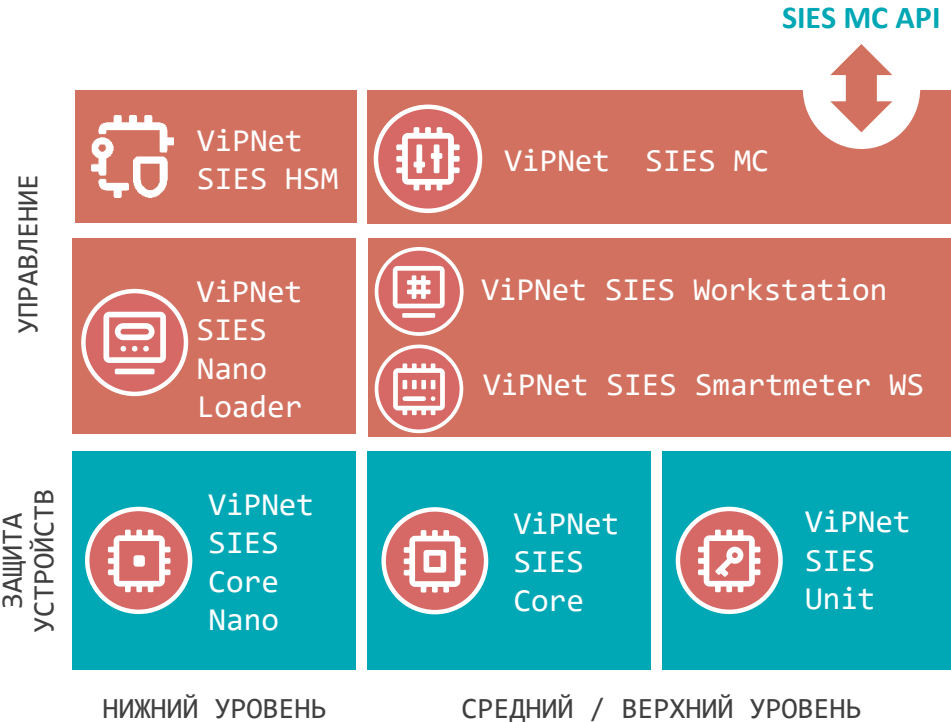 SIES MC API
УПРАВЛЕНИЕ
ViPNet
SIES HSM
ViPNet SIES MC
ViPNet
SIES
Nano
Loader
ViPNet SIES Workstation
ViPNet SIES Smartmeter WS
ЗАЩИТА
УСТРОЙСТВ
ViPNet
SIES
Core
Nano
ViPNet
SIES
Core
ViPNet
SIES
Unit
НИЖНИЙ УРОВЕНЬ
СРЕДНИЙ / ВЕРХНИЙ УРОВЕНЬ